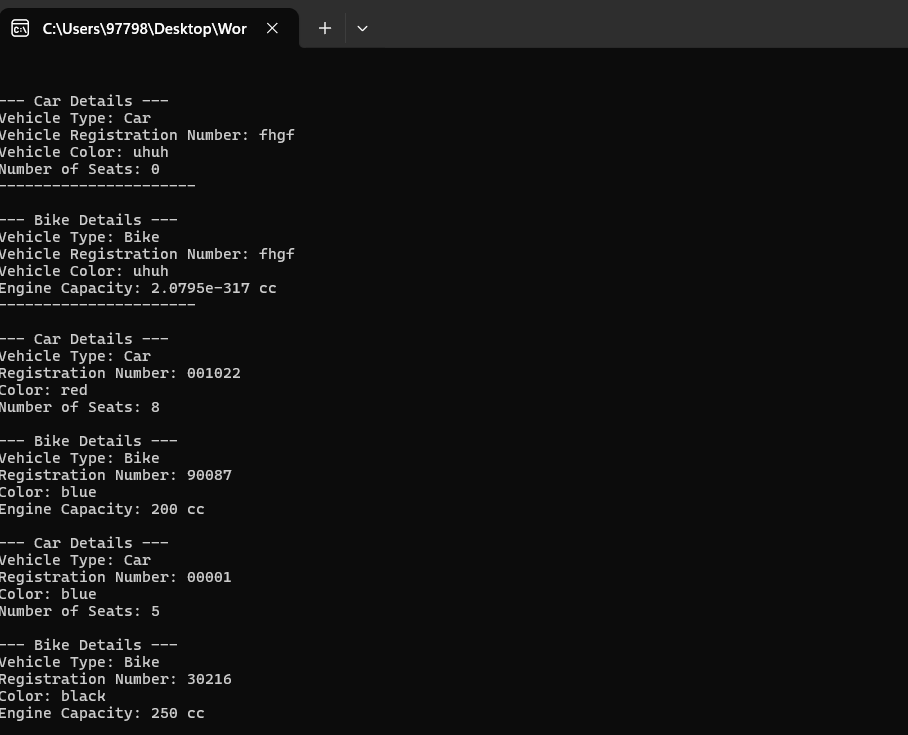 C:\Users\97798\Desktop\Wor
--- Car Details ---
Vehicle Type: Car
Vehicle Registration Number: fhgf
Vehicle Color: uhuh
Number of Seats: 0
----------------------
--- Bike Details ---
Vehicle Type: Bike
Vehicle Registration Number: fhgf
Vehicle Color: uhuh
Engine Capacity: 2.0795e-317 cc
----------------------
--- Car Details ---
Vehicle Type: Car
Registration Number: 001022
Color: red
Number of Seats: 8
--- Bike Details ---
Vehicle Type: Bike
Registration Number: 90087
Color: blue
Engine Capacity: 200 cc
--- Car Details ---
Vehicle Type: Car
Registration Number: 00001
Color: blue
Number of Seats: 5
--- Bike Details ---
Vehicle Type: Bike
Registration Number: 30216
Color: black
Engine Capacity: 250 cc